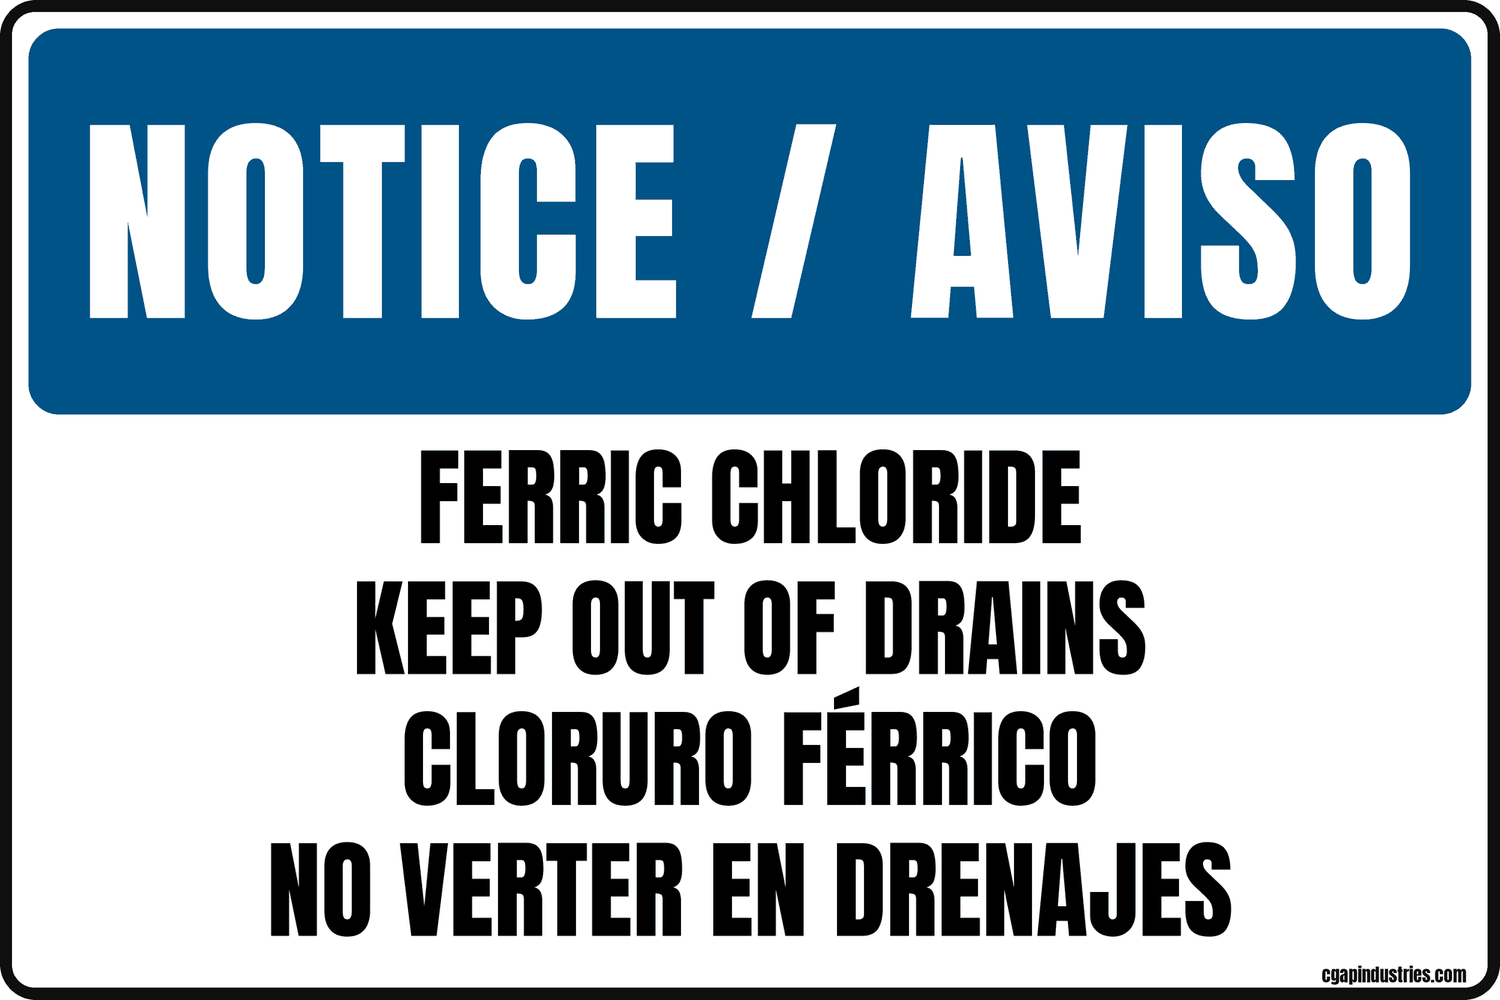 NOTICE / AVISO
FERRIC CHLORIDE
KEEP OUT OF DRAINS
CLORURO FÉRRICO
NO VERTER EN DRENAJES
cgapindustries.com